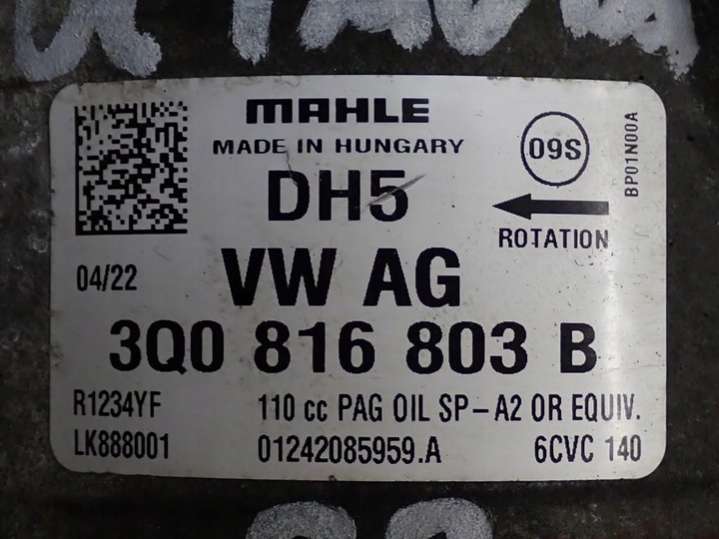 MAHLE
MADE IN HUNGARY
DH5
09S
ROTATION
BP01N00A
04/22
VW AG
3Q0 816 803 B
R1234YF 110 cc PAG OIL SP-A2 OR EQUIV.
LK888001 01242085959.A 6CVC 140